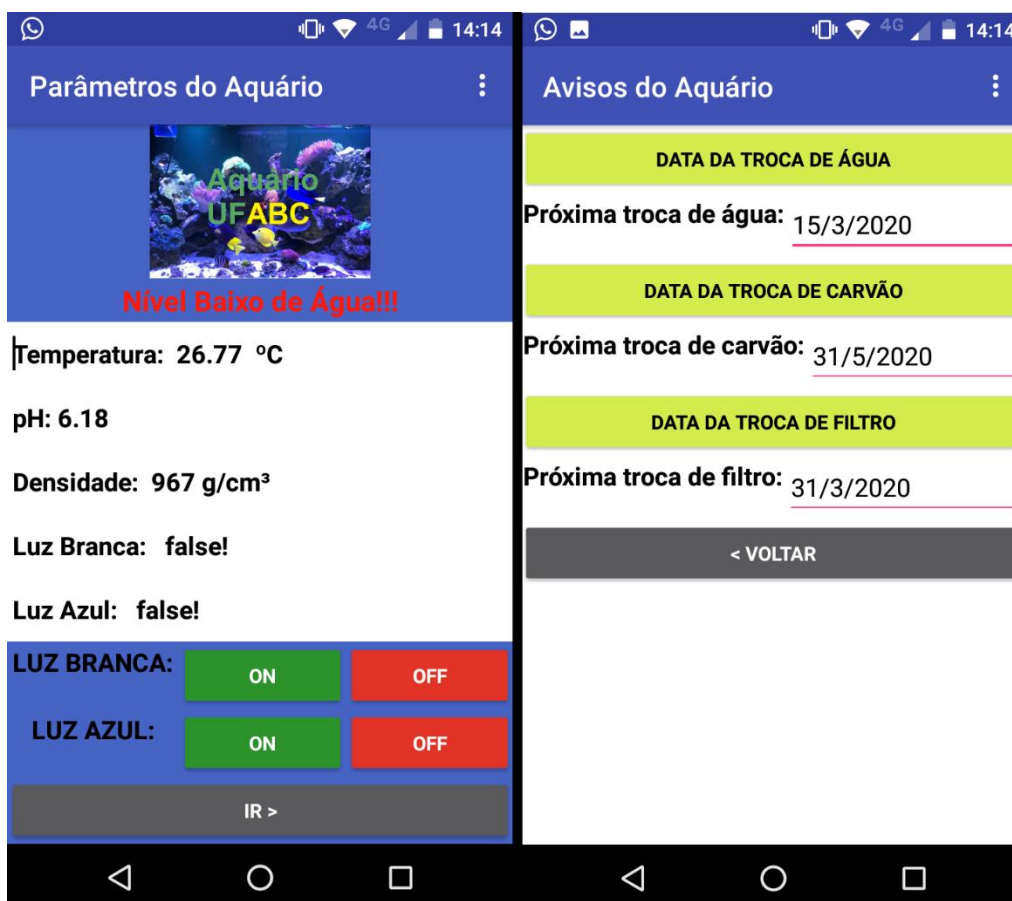 4G 14:14
Parâmetros do Aquário
Aquário
UFABC
Nível Baixo de Água!!!
Temperatura: 26.77 ºC
pH: 6.18
Densidade: 967 g/cm³
Luz Branca: false!
Luz Azul: false!
LUZ BRANCA: ON OFF
LUZ AZUL: ON OFF
IR >
4G 14:14
Avisos do Aquário
DATA DA TROCA DE ÁGUA
Próxima troca de água: 15/3/2020
DATA DA TROCA DE CARVÃO
Próxima troca de carvão: 31/5/2020
DATA DA TROCA DE FILTRO
Próxima troca de filtro: 31/3/2020
< VOLTAR